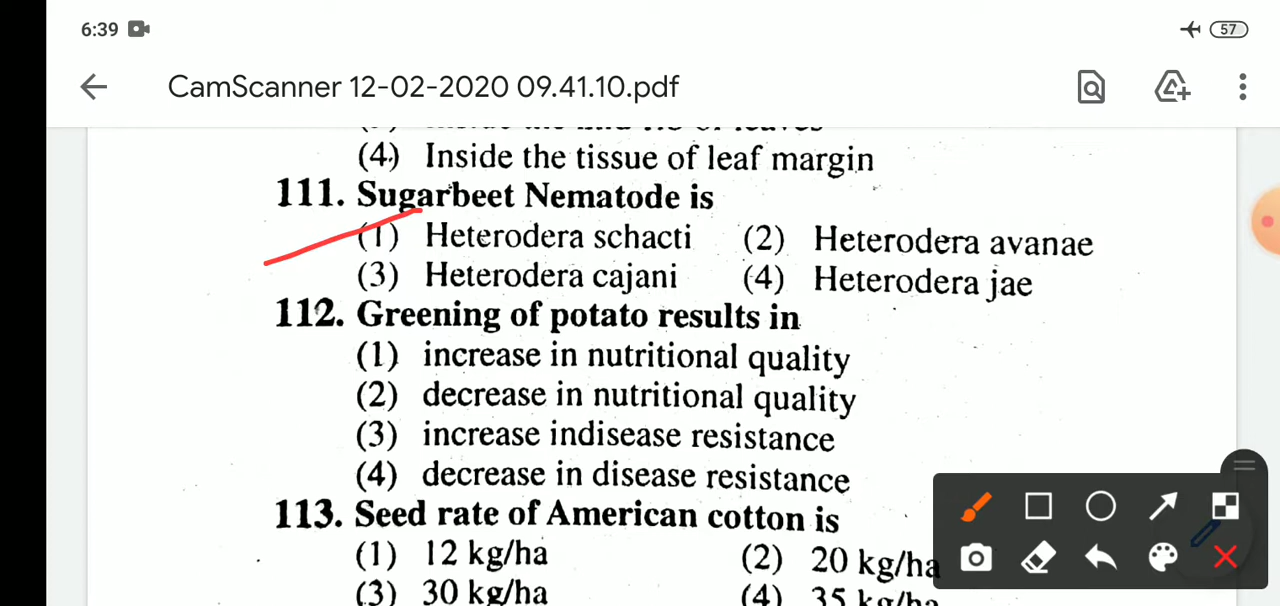 6:39 57
CamScanner 12-02-2020 09.41.10.pdf
(4) Inside the tissue of leaf margin
111. Sugarbeet Nematode is
(1) Heterodera schacti (2) Heterodera avanae
(3) Heterodera cajani (4) Heterodera jae
112. Greening of potato results in
(1) increase in nutritional quality
(2) decrease in nutritional quality
(3) increase indisease resistance
(4) decrease in disease resistance
113. Seed rate of American cotton is
(1) 12 kg/ha (2) 20 kg/ha
(3) 30 kg/ha (4) 35 kg/ha